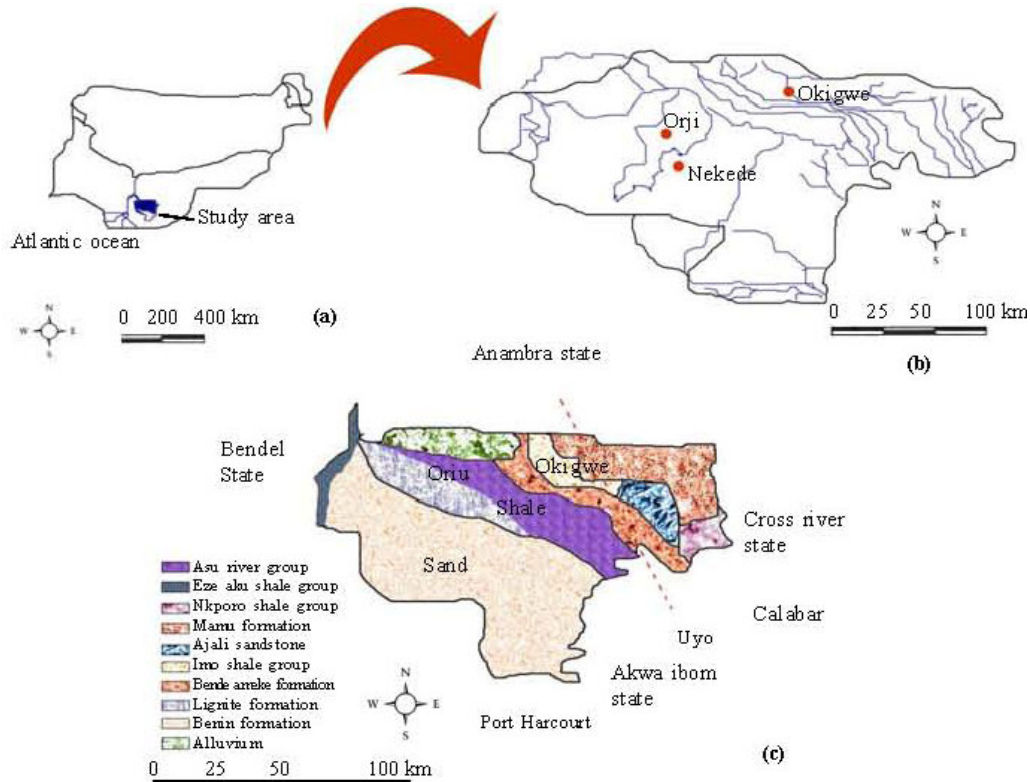 Study area
Atlantic ocean
N
W E
S
0 200 400 km
(a)
Okigwe
Orji
Nekede
N
W E
S
0 25 50 100 km
(b)
Anambra state
Bendel
State
Oriu
Okigwe
Shale
Sand
Cross river
state
Calabar
Uyo
Akwa ibom
state
Port Harcourt
Asu river group
Eze aku shale group
Nkporo shale group
Mamu formation
Ajali sandstone
Imo shale group
Bende ameke formation
Lignite formation
Benin formation
Alluvium
N
W E
S
0 50 100 km
(c)